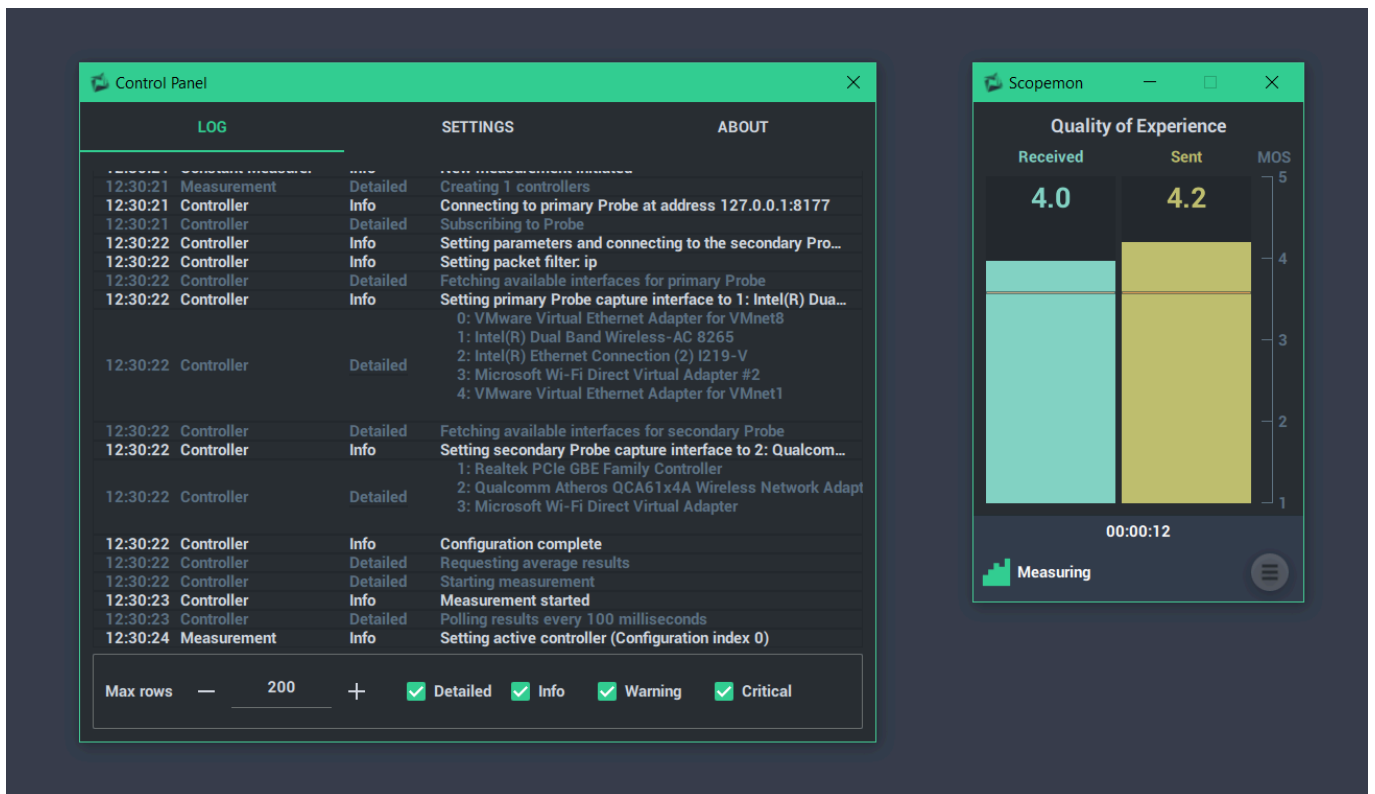 Control Panel
LOG SETTINGS ABOUT
12:30:21 Constant Measurer Info New measurement initiated
12:30:21 Measurement Detailed Creating 1 controllers
12:30:21 Controller Info Connecting to primary Probe at address 127.0.0.1:8177
12:30:21 Controller Detailed Subscribing to Probe
12:30:22 Controller Info Setting parameters and connecting to the secondary Pro...
12:30:22 Controller Info Setting packet filter: ip
12:30:22 Controller Detailed Fetching available interfaces for primary Probe
12:30:22 Controller Info Setting primary Probe capture interface to 1: Intel(R) Dua...
0: VMware Virtual Ethernet Adapter for VMnet8
1: Intel(R) Dual Band Wireless-AC 8265
2: Intel(R) Ethernet Connection (2) I219-V
12:30:22 Controller Detailed
3: Microsoft Wi-Fi Direct Virtual Adapter #2
4: VMware Virtual Ethernet Adapter for VMnet1
12:30:22 Controller Detailed Fetching available interfaces for secondary Probe
12:30:22 Controller Info Setting secondary Probe capture interface to 2: Qualcom...
1: Realtek PCIe GBE Family Controller
2: Qualcomm Atheros QCA61x4A Wireless Network Adapt
12:30:22 Controller Detailed
3: Microsoft Wi-Fi Direct Virtual Adapter
12:30:22 Controller Info Configuration complete
12:30:22 Controller Detailed Requesting average results
12:30:22 Controller Detailed Starting measurement
12:30:23 Controller Info Measurement started
12:30:23 Controller Detailed Polling results every 100 milliseconds
12:30:24 Measurement Info Setting active controller (Configuration index 0)
Max rows — 200 + Detailed Info Warning Critical
Scopemon
Quality of Experience
Received Sent MOS
5
4.0 4.2
4
3
2
1
00:00:12
Measuring